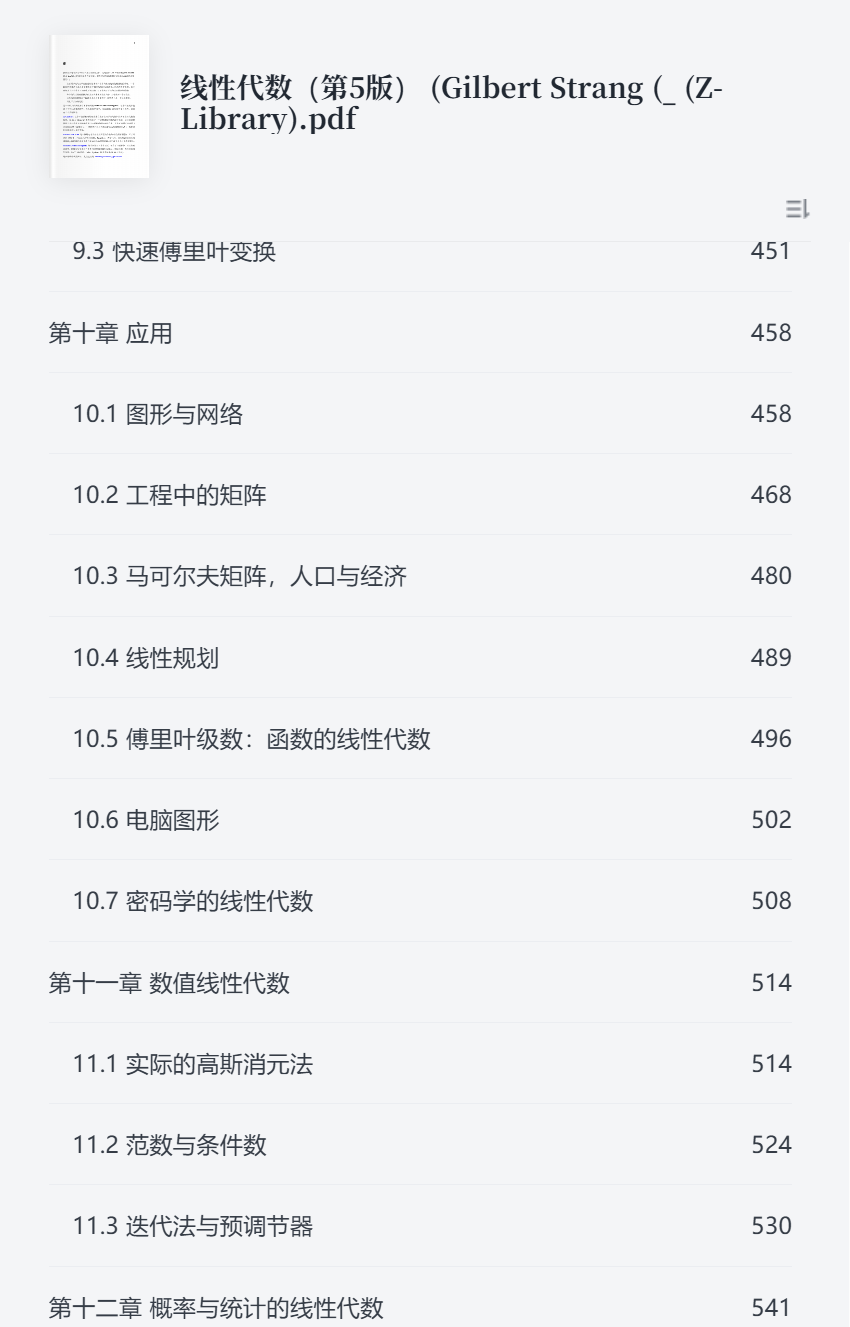 线性代数（第5版） (Gilbert Strang (_ (Z-
Library).pdf
9.3 快速傅里叶变换 451
第十章 应用 458
10.1 图形与网络 458
10.2 工程中的矩阵 468
10.3 马可尔夫矩阵，人口与经济 480
10.4 线性规划 489
10.5 傅里叶级数：函数的线性代数 496
10.6 电脑图形 502
10.7 密码学的线性代数 508
第十一章 数值线性代数 514
11.1 实际的高斯消元法 514
11.2 范数与条件数 524
11.3 迭代法与预调节器 530
第十二章 概率与统计的线性代数 541